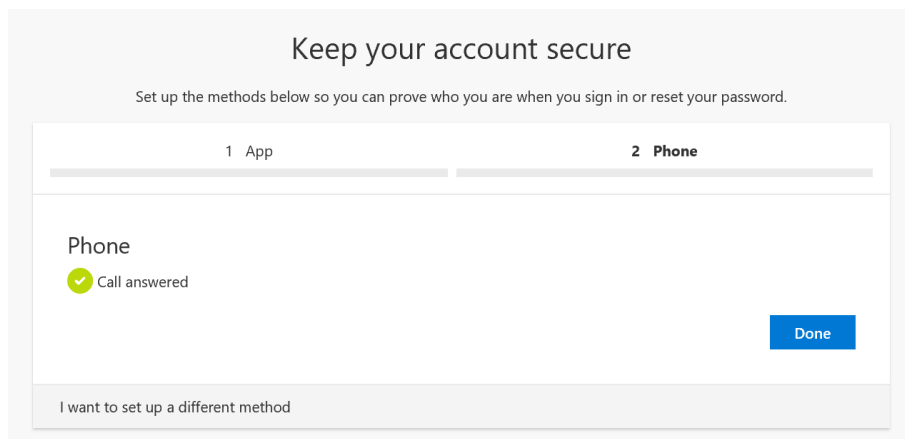 Keep your account secure
Set up the methods below so you can prove who you are when you sign in or reset your password.
1 App
2 Phone
Phone
Call answered
Done
I want to set up a different method